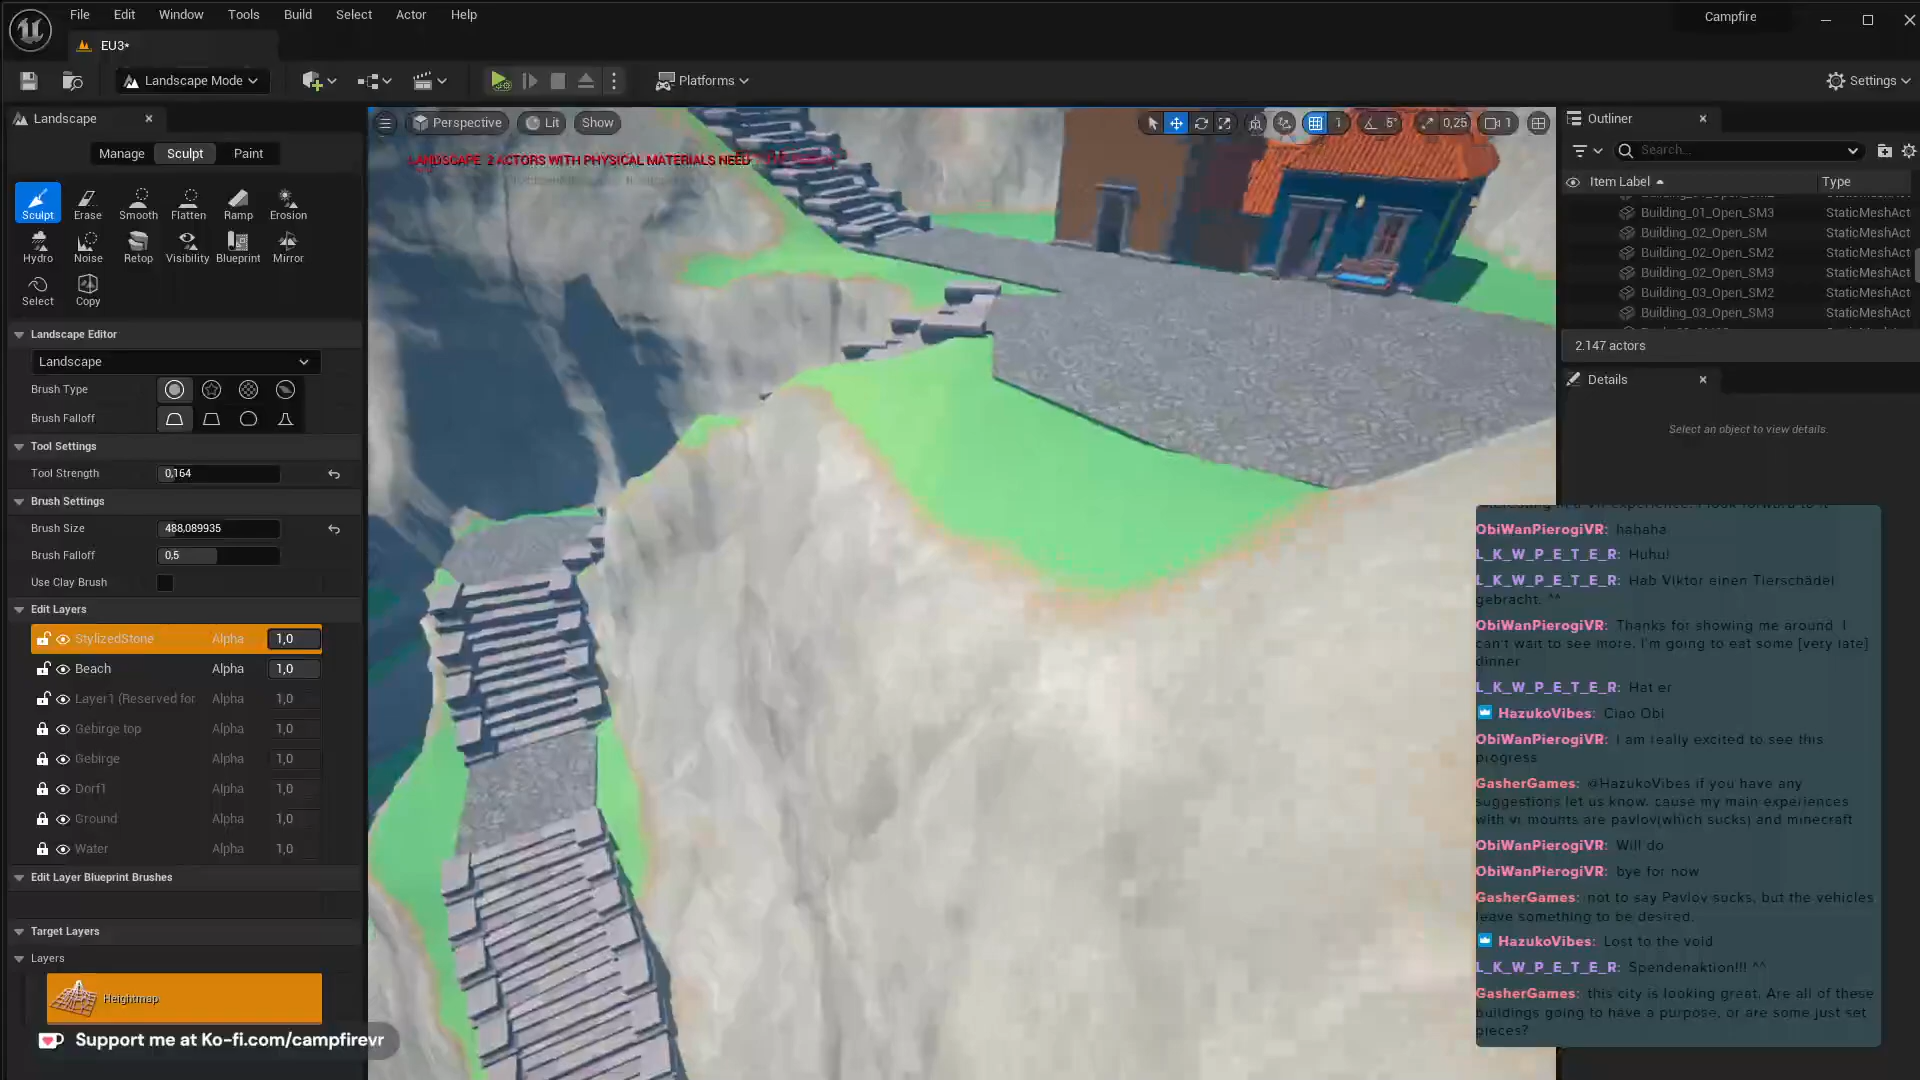 File Edit Window Tools Build Select Actor Help
Campfire
EU3*
Landscape Mode
Platforms
Settings
Landscape
Manage Sculpt Paint
Sculpt Erase Smooth Flatten Ramp Erosion
Hydro Noise Retop Visibility Blueprint Mirror
Select Copy
Landscape Editor
Landscape
Brush Type
Brush Falloff
Tool Settings
Tool Strength 0,164
Brush Settings
Brush Size 488,089935
Brush Falloff 0,5
Use Clay Brush
Edit Layers
StylizedStone Alpha 1,0
Beach Alpha 1,0
Layer1 (Reserved for Alpha 1,0
Gebirge top Alpha 1,0
Gebirge Alpha 1,0
Dorf1 Alpha 1,0
Ground Alpha 1,0
Water Alpha 1,0
Edit Layer Blueprint Brushes
Target Layers
Layers
Heightmap
Support me at Ko-fi.com/campfirevr
Perspective Lit Show
1 5° 0,25 1
LANDSCAPE 2 ACTORS WITH PHYSICAL MATERIALS NEED
Outliner
Search...
Item Label Type
Building_01_Open_SM3 StaticMeshAct
Building_02_Open_SM StaticMeshAct
Building_02_Open_SM2 StaticMeshAct
Building_02_Open_SM3 StaticMeshAct
Building_03_Open_SM2 StaticMeshAct
Building_03_Open_SM3 StaticMeshAct
2.147 actors
Details
Select an object to view details.
ObiWanPierogiVR: hahaha
L_K_W_P_E_T_E_R: Huhu!
L_K_W_P_E_T_E_R: Hab Viktor einen Tierschädel
gebracht. ^^
ObiWanPierogiVR: Thanks for showing me around. I
can't wait to see more. I'm going to eat some [very late]
dinner
L_K_W_P_E_T_E_R: Hat er
HazukoVibes: Ciao Obi
ObiWanPierogiVR: I am really excited to see this
progress
GasherGames: @HazukoVibes if you have any
suggestions let us know. cause my main experiences
with vr mounts are pavlov(which sucks) and minecraft
ObiWanPierogiVR: Will do
ObiWanPierogiVR: bye for now
GasherGames: not to say Pavlov sucks, but the vehicles
leave something to be desired.
HazukoVibes: Lost to the void
L_K_W_P_E_T_E_R: Spendenaktion!!! ^^
GasherGames: this city is looking great. Are all of these
buildings going to have a purpose, or are some just set
pieces?